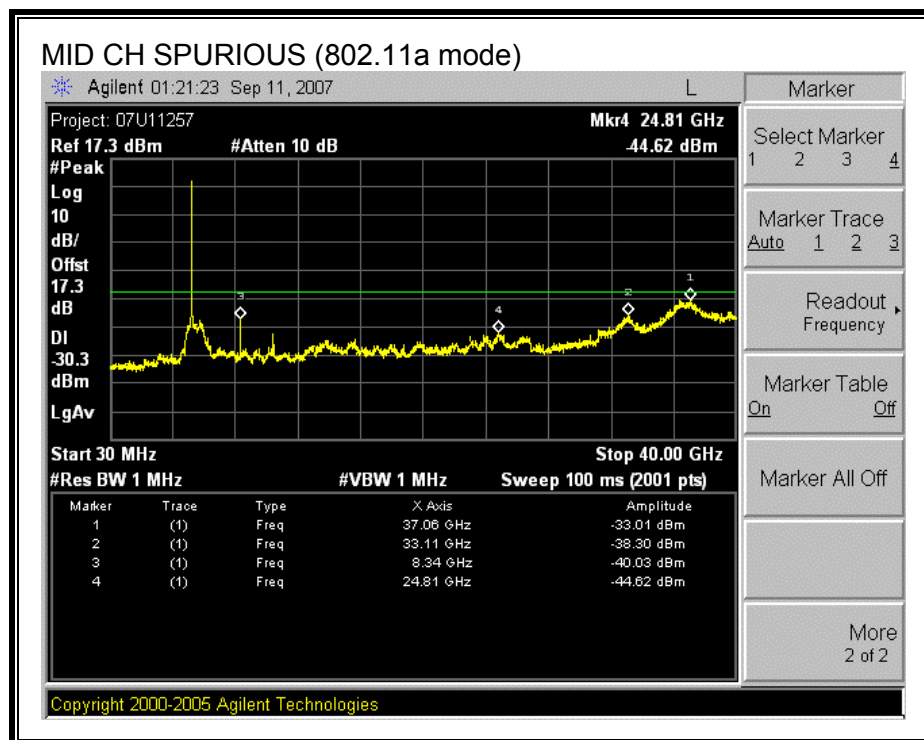 MID CH SPURIOUS (802.11a mode)
Agilent 01:21:23 Sep 11, 2007 L
Project: 07U11257 Mkr4 24.81 GHz
Ref 17.3 dBm #Atten 10 dB -44.62 dBm
#Peak
Log
10
dB/
Offst
17.3
dB
DI
-30.3
dBm
LgAv
1
2
3
4
Start 30 MHz Stop 40.00 GHz
#Res BW 1 MHz #VBW 1 MHz Sweep 100 ms (2001 pts)
Marker Trace Type X Axis Amplitude
1 (1) Freq 37.06 GHz -33.01 dBm
2 (1) Freq 33.11 GHz -38.30 dBm
3 (1) Freq 8.34 GHz -40.03 dBm
4 (1) Freq 24.81 GHz -44.62 dBm
Copyright 2000-2005 Agilent Technologies
Marker
Select Marker
1 2 3 4
Marker Trace
Auto 1 2 3
Readout
Frequency
Marker Table
On Off
Marker All Off
More
2 of 2